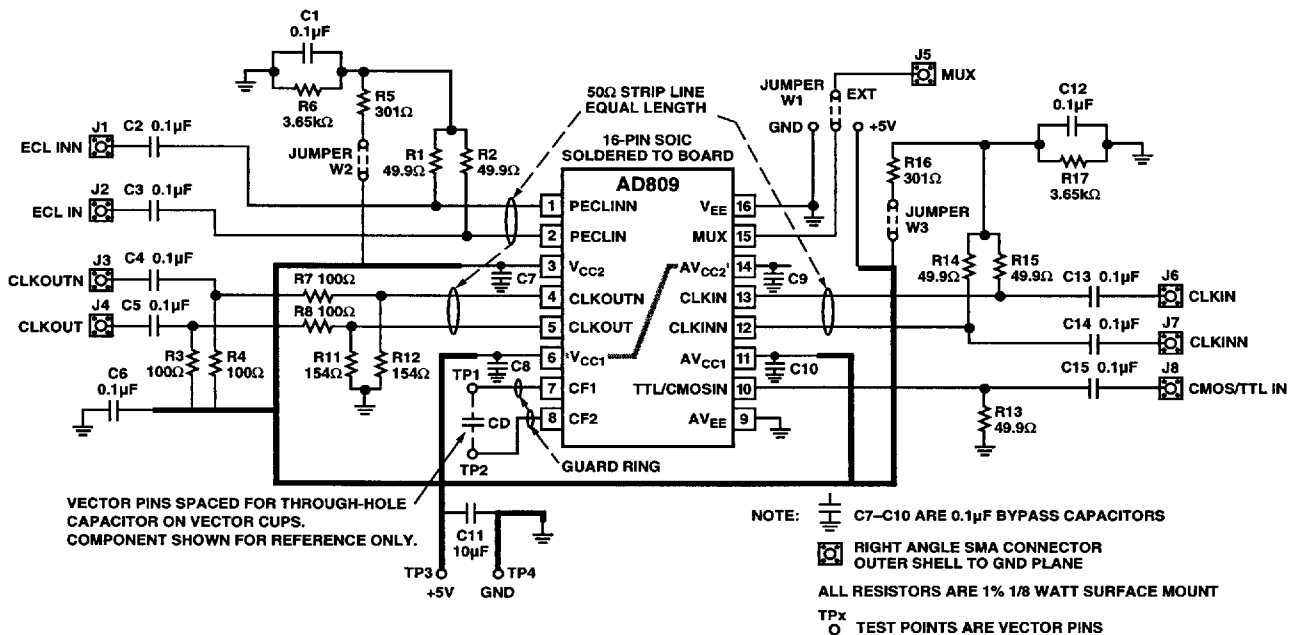 C1
0.1µF
R6
3.65kΩ
R5
301Ω
JUMPER
W2
J1
C2 0.1µF
ECL INN
J2
C3 0.1µF
ECL IN
J3
C4 0.1µF
CLKOUTN
J4
C5 0.1µF
CLKOUT
R1
49.9Ω
R2
49.9Ω
50Ω STRIP LINE
EQUAL LENGTH
16-PIN SOIC
SOLDERED TO BOARD
AD809
1 PECLINN
2 PECLIN
3 VCC2
4 CLKOUTN
5 CLKOUT
6 VCC1
7 CF1
8 CF2
VEE 16
MUX 15
AVCC2 14
CLKIN 13
CLKINN 12
AVCC1 11
TTL/CMOSIN 10
AVEE 9
C7
R7 100Ω
R8 100Ω
R3
100Ω
R4
100Ω
R11
154Ω
R12
154Ω
C6
0.1µF
C8
TP1
CD
TP2
GUARD RING
VECTOR PINS SPACED FOR THROUGH-HOLE
CAPACITOR ON VECTOR CUPS.
COMPONENT SHOWN FOR REFERENCE ONLY.
C11
10µF
TP3
+5V
TP4
GND
J5
MUX
JUMPER
W1
EXT
GND
+5V
C12
0.1µF
R17
3.65kΩ
R16
301Ω
JUMPER
W3
R14
49.9Ω
R15
49.9Ω
C9
C10
C13 0.1µF
J6
CLKIN
C14 0.1µF
J7
CLKINN
C15 0.1µF
J8
CMOS/TTL IN
R13
49.9Ω
NOTE: C7–C10 ARE 0.1µF BYPASS CAPACITORS
RIGHT ANGLE SMA CONNECTOR
OUTER SHELL TO GND PLANE
ALL RESISTORS ARE 1% 1/8 WATT SURFACE MOUNT
TPx
TEST POINTS ARE VECTOR PINS